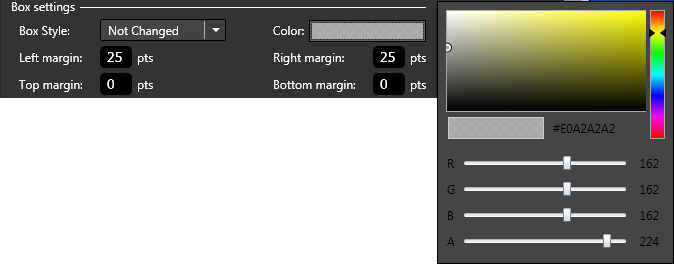 Box settings
Box Style: Not Changed Color:
Left margin: 25 pts Right margin: 25 pts
Top margin: 0 pts Bottom margin: 0 pts
#E0A2A2A2
R 162
G 162
B 162
A 224